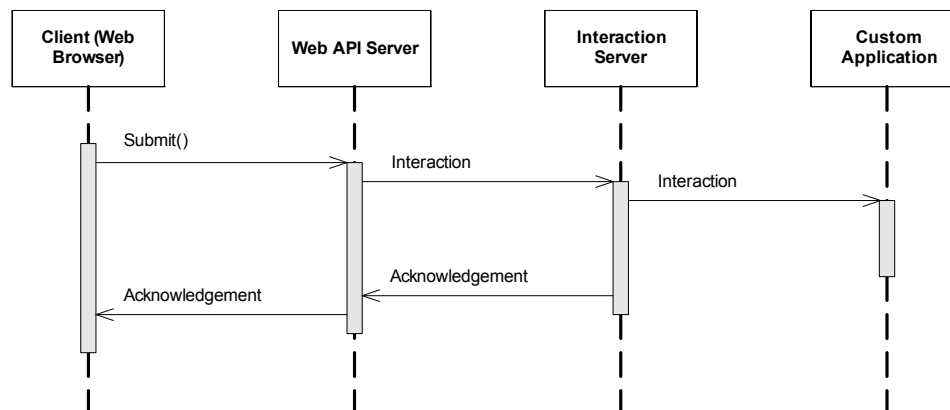 Client (Web
Browser)
Web API Server
Interaction
Server
Custom
Application
Submit()
Interaction
Interaction
Acknowledgement
Acknowledgement